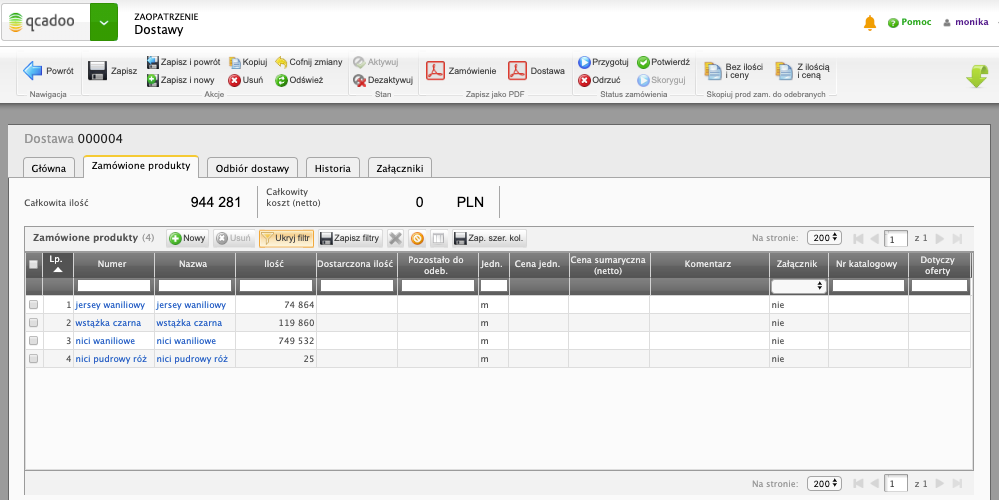 qcadoo
ZAOPATRZENIE
Dostawy
Pomoc
monika
Powrót
Zapisz
Zapisz i powrót
Zapisz i nowy
Kopiuj
Usuń
Cofnij zmiany
Odśwież
Aktywuj
Dezaktywuj
Zamówienie
Dostawa
Przygotuj
Odrzuć
Potwierdź
Skoryguj
Bez ilości
i ceny
Z ilością
i ceną
Nawigacja
Akcje
Stan
Zapisz jako PDF
Status zamówienia
Skopiuj prod zam. do odebranych
Dostawa 000004
Główna Zamówione produkty Odbiór dostawy Historia Załączniki
Całkowita ilość 944 281
Całkowity
koszt (netto) 0 PLN
Zamówione produkty (4) Nowy Usuń Ukryj filtr Zapisz filtry Zap. szer. kol. Na stronie: 200 1 z 1
Lp. Numer Nazwa Ilość Dostarczona ilość Pozostało do odeb. Jedn. Cena jedn. Cena sumaryczna (netto) Komentarz Załącznik Nr katalogowy Dotyczy oferty
1 jersey waniliowy jersey waniliowy 74 864 m nie
2 wstążka czarna wstążka czarna 119 860 m nie
3 nici waniliowe nici waniliowe 749 532 m nie
4 nici pudrowy róż nici pudrowy róż 25 m nie
Na stronie: 200 1 z 1